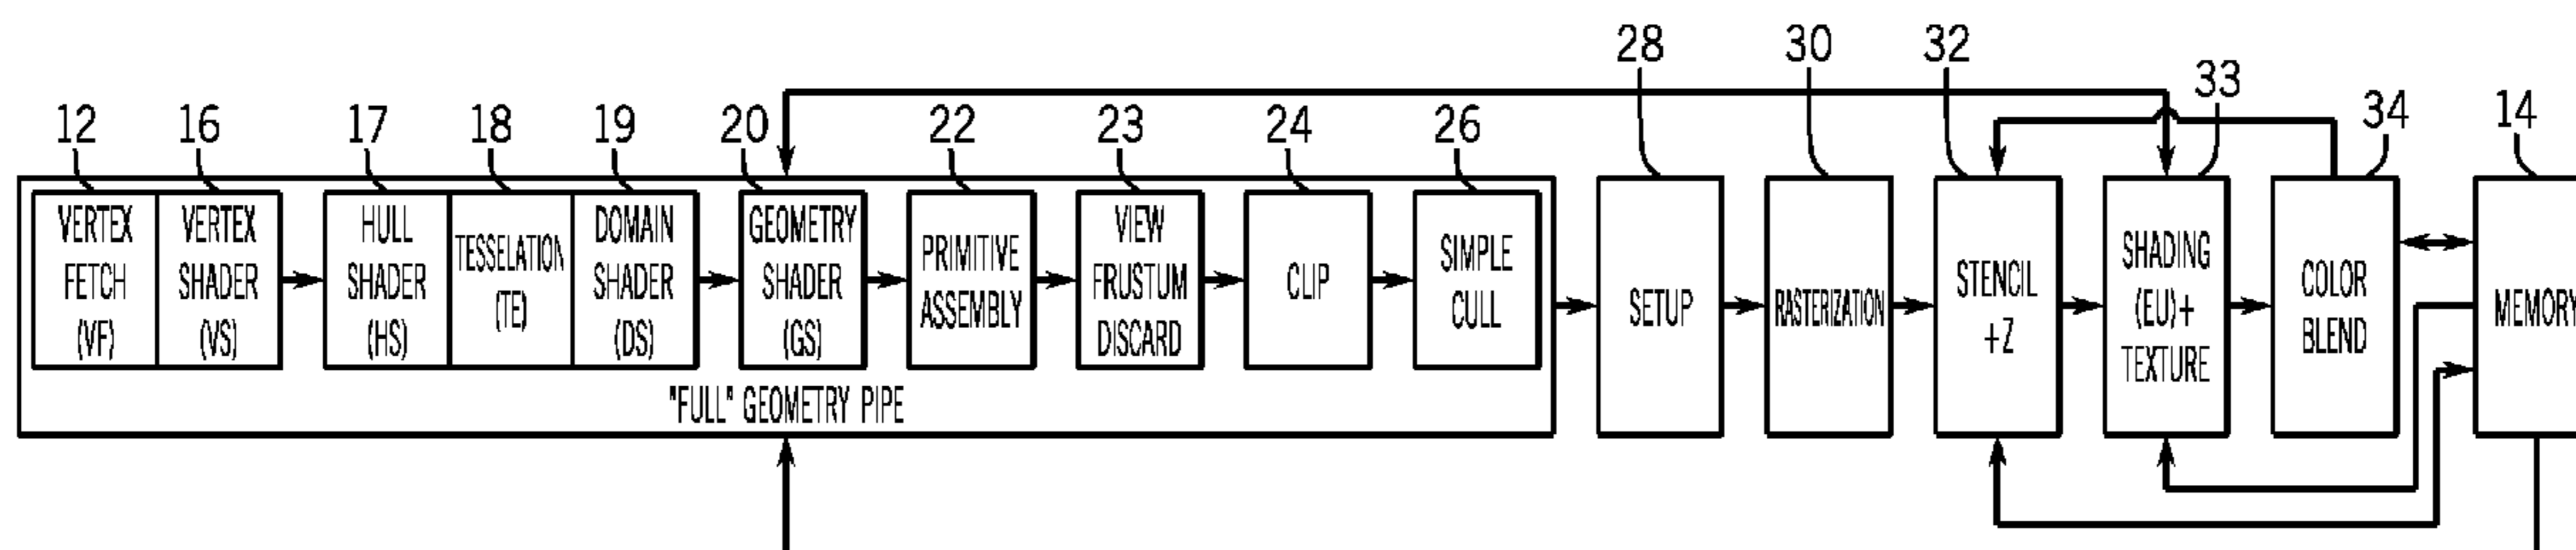 28
30
32
33
12
16
17
18
19
20
22
23
24
26
34
14
VERTEX
FETCH
(VF)
VERTEX
SHADER
(VS)
HULL
SHADER
(HS)
TESSELATION
(TE)
DOMAIN
SHADER
(DS)
GEOMETRY
SHADER
(GS)
PRIMITIVE
ASSEMBLY
VIEW
FRUSTUM
DISCARD
CLIP
SIMPLE
CULL
"FULL" GEOMETRY PIPE
SETUP
RASTERIZATION
STENCIL
+Z
SHADING
(EU)+
TEXTURE
COLOR
BLEND
MEMORY